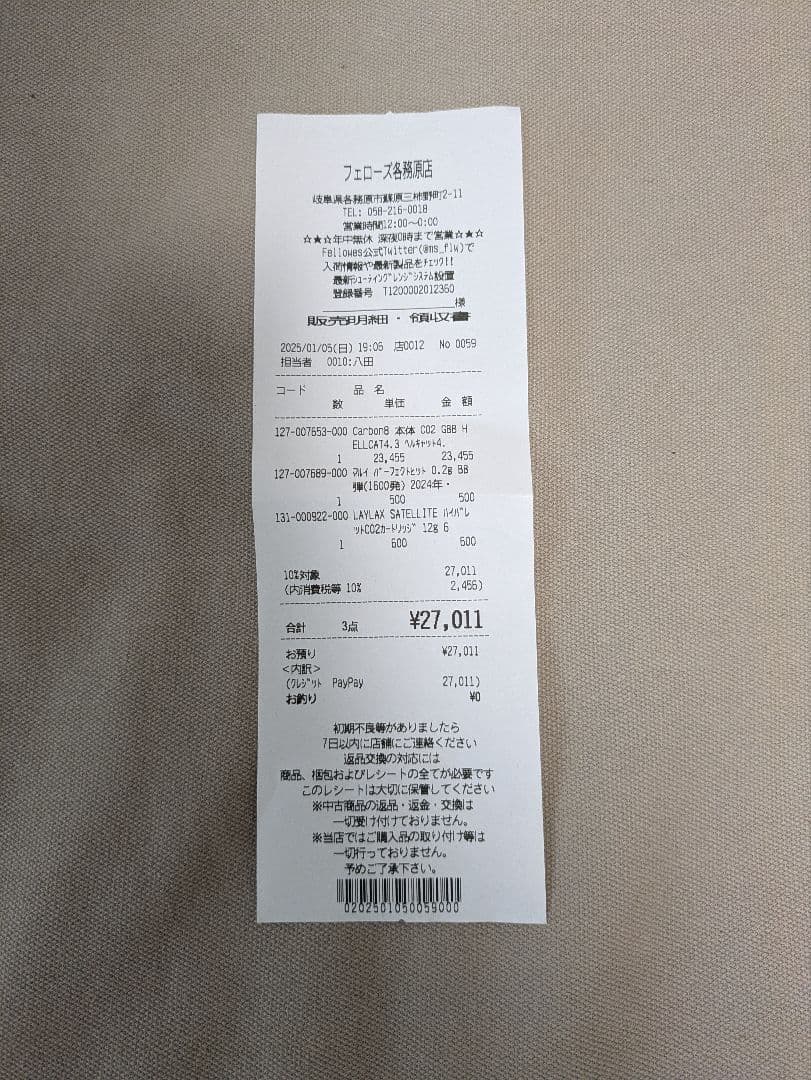 フェローズ各務原店
岐阜県各務原市蘇原三柿野町2-11
TEL: 058-216-0018
営業時間12:00～0:00
☆★☆年中無休 深夜0時まで営業☆★☆
Fellows公式Twitter(@ms_flw)で
入荷情報や最新製品をﾁｪｯｸ!!
最新ｼｭｰﾃｨﾝｸﾞﾚﾝｼﾞｼｽﾃﾑ設置
登録番号 T1200002012360
様
販売明細・領収書
2025/01/05(日) 19:06 店0012 No 0059
担当者 0010:八田
コード 品 名
数 単価 金 額
127-007653-000 Carbon8 本体 CO2 GBB H
ELLCAT4.3 ﾍﾙｷｬｯﾄ4.
1 23,455 23,455
127-007689-000 ﾏﾙｲ ﾊﾟｰﾌｪｸﾄﾋｯﾄ 0.2g BB
弾(1600発) 2024年・
1 500 500
131-000922-000 LAYLAX SATELLITE ﾊｲﾊﾞﾚ
ｯﾄCO2ｶｰﾄﾘｯｼﾞ 12g 6
1 600 600
10%対象 27,011
(内消費税等 10% 2,455)
合計 3点 ¥27,011
お預り ¥27,011
<内訳>
(ｸﾚｼﾞｯﾄ PayPay 27,011)
お釣り ¥0
初期不良等がありましたら
7日以内に店舗にご連絡ください
返品交換の対応には
商品、梱包およびレシートの全てが必要です
このレシートは大切に保管してください
※中古商品の返品・返金・交換は
一切受け付けておりません。
※当店ではご購入品の取り付け等は
一切行っておりません。
予めご了承下さい。
0202501050059000